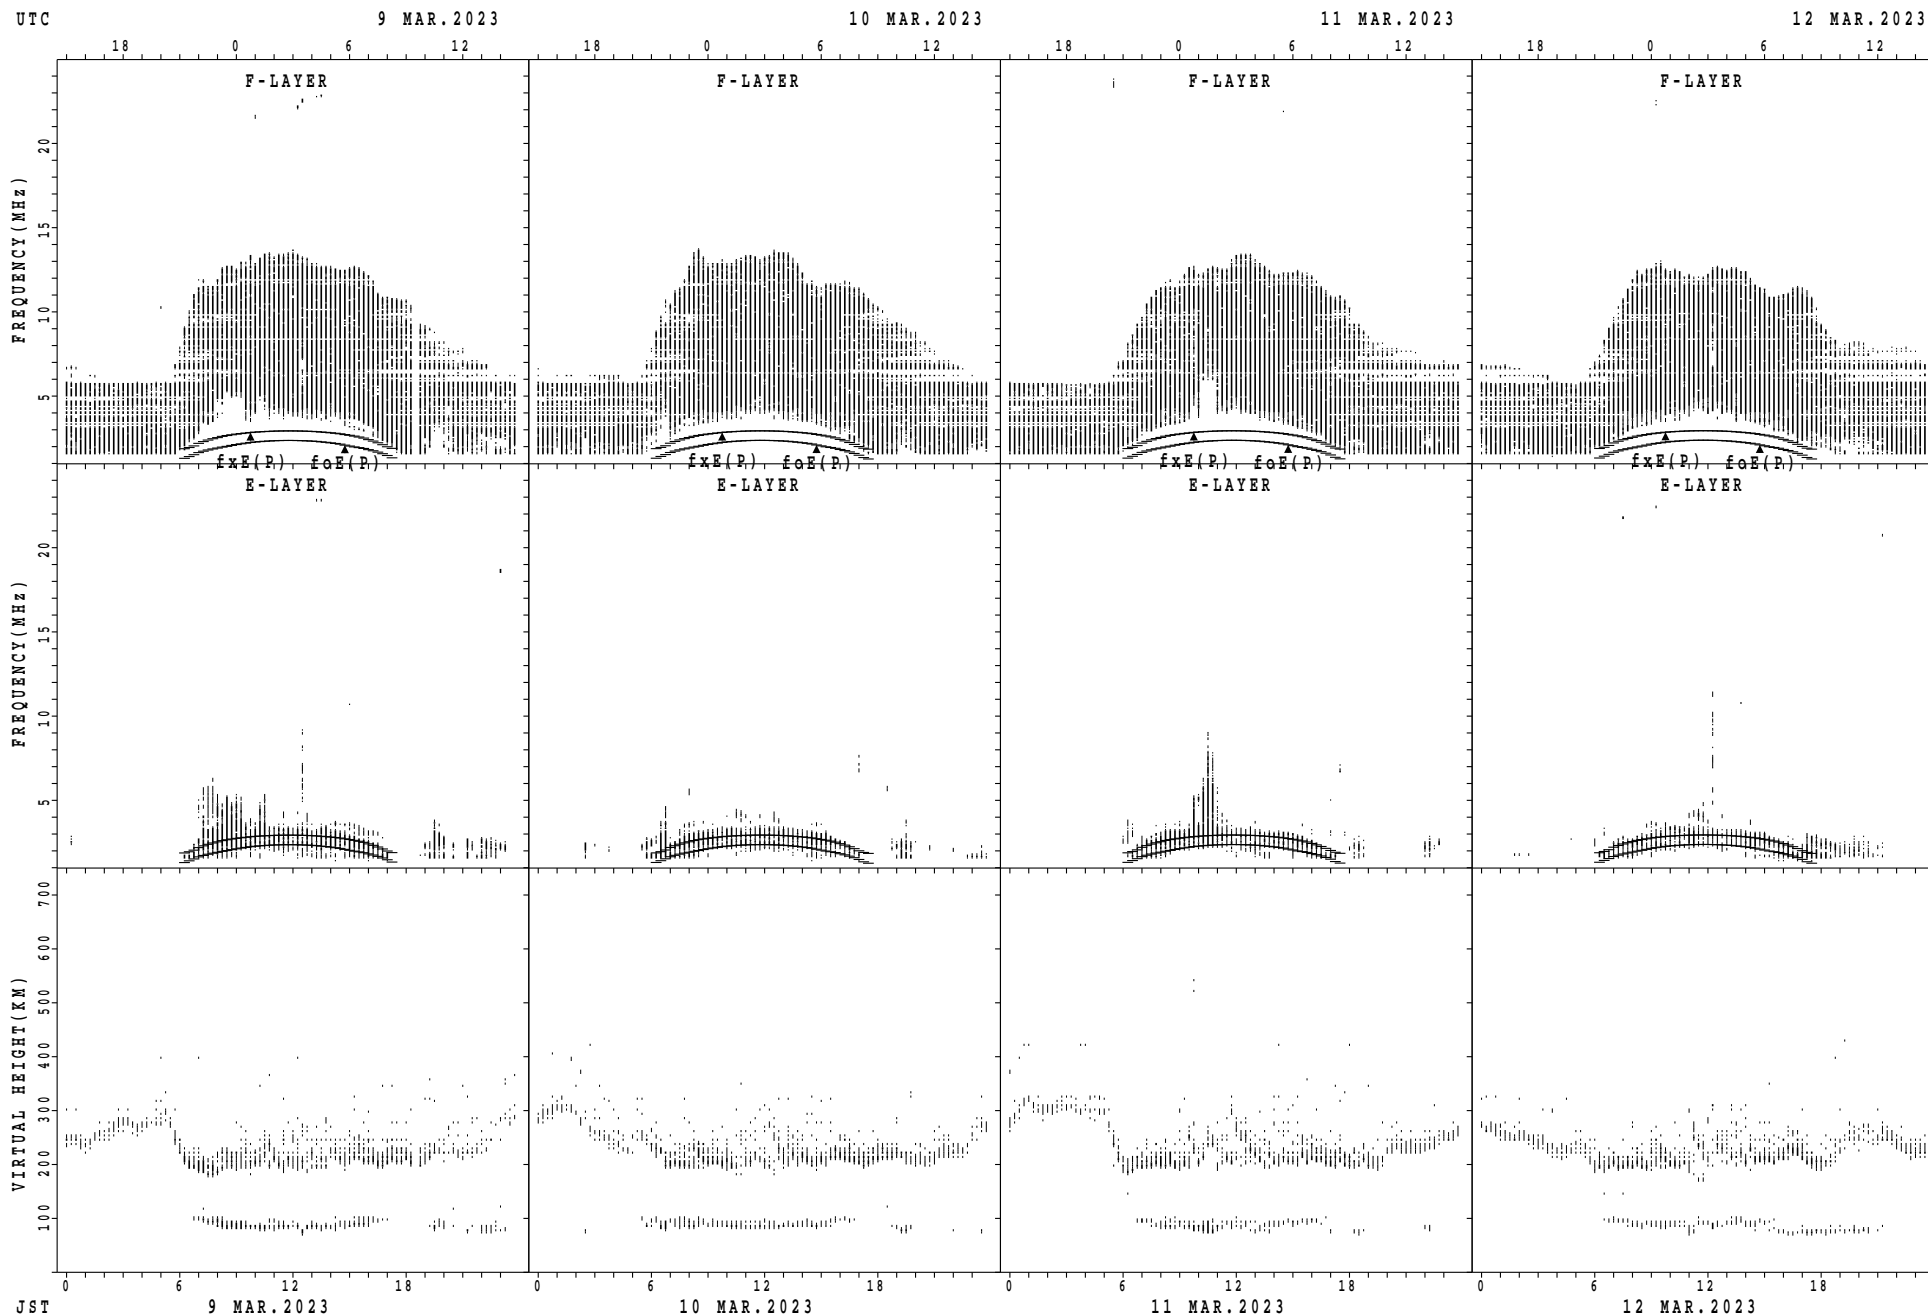 UTC 9 MAR.2023 10 MAR.2023 11 MAR.2023 12 MAR.2023
18 0 6 12 18 0 6 12 18 0 6 12 18 0 6 12
F-LAYER F-LAYER F-LAYER F-LAYER
FREQUENCY(MHz)
20
15
10
5
fxE(P) foE(P) fxE(P) foE(P) fxE(P) foE(P) fxE(P) foE(P)
E-LAYER E-LAYER E-LAYER E-LAYER
FREQUENCY(MHz)
20
15
10
5
VIRTUAL HEIGHT(KM)
700
600
500
400
300
200
100
0 6 12 18 0 6 12 18 0 6 12 18 0 6 12 18
JST 9 MAR.2023 10 MAR.2023 11 MAR.2023 12 MAR.2023